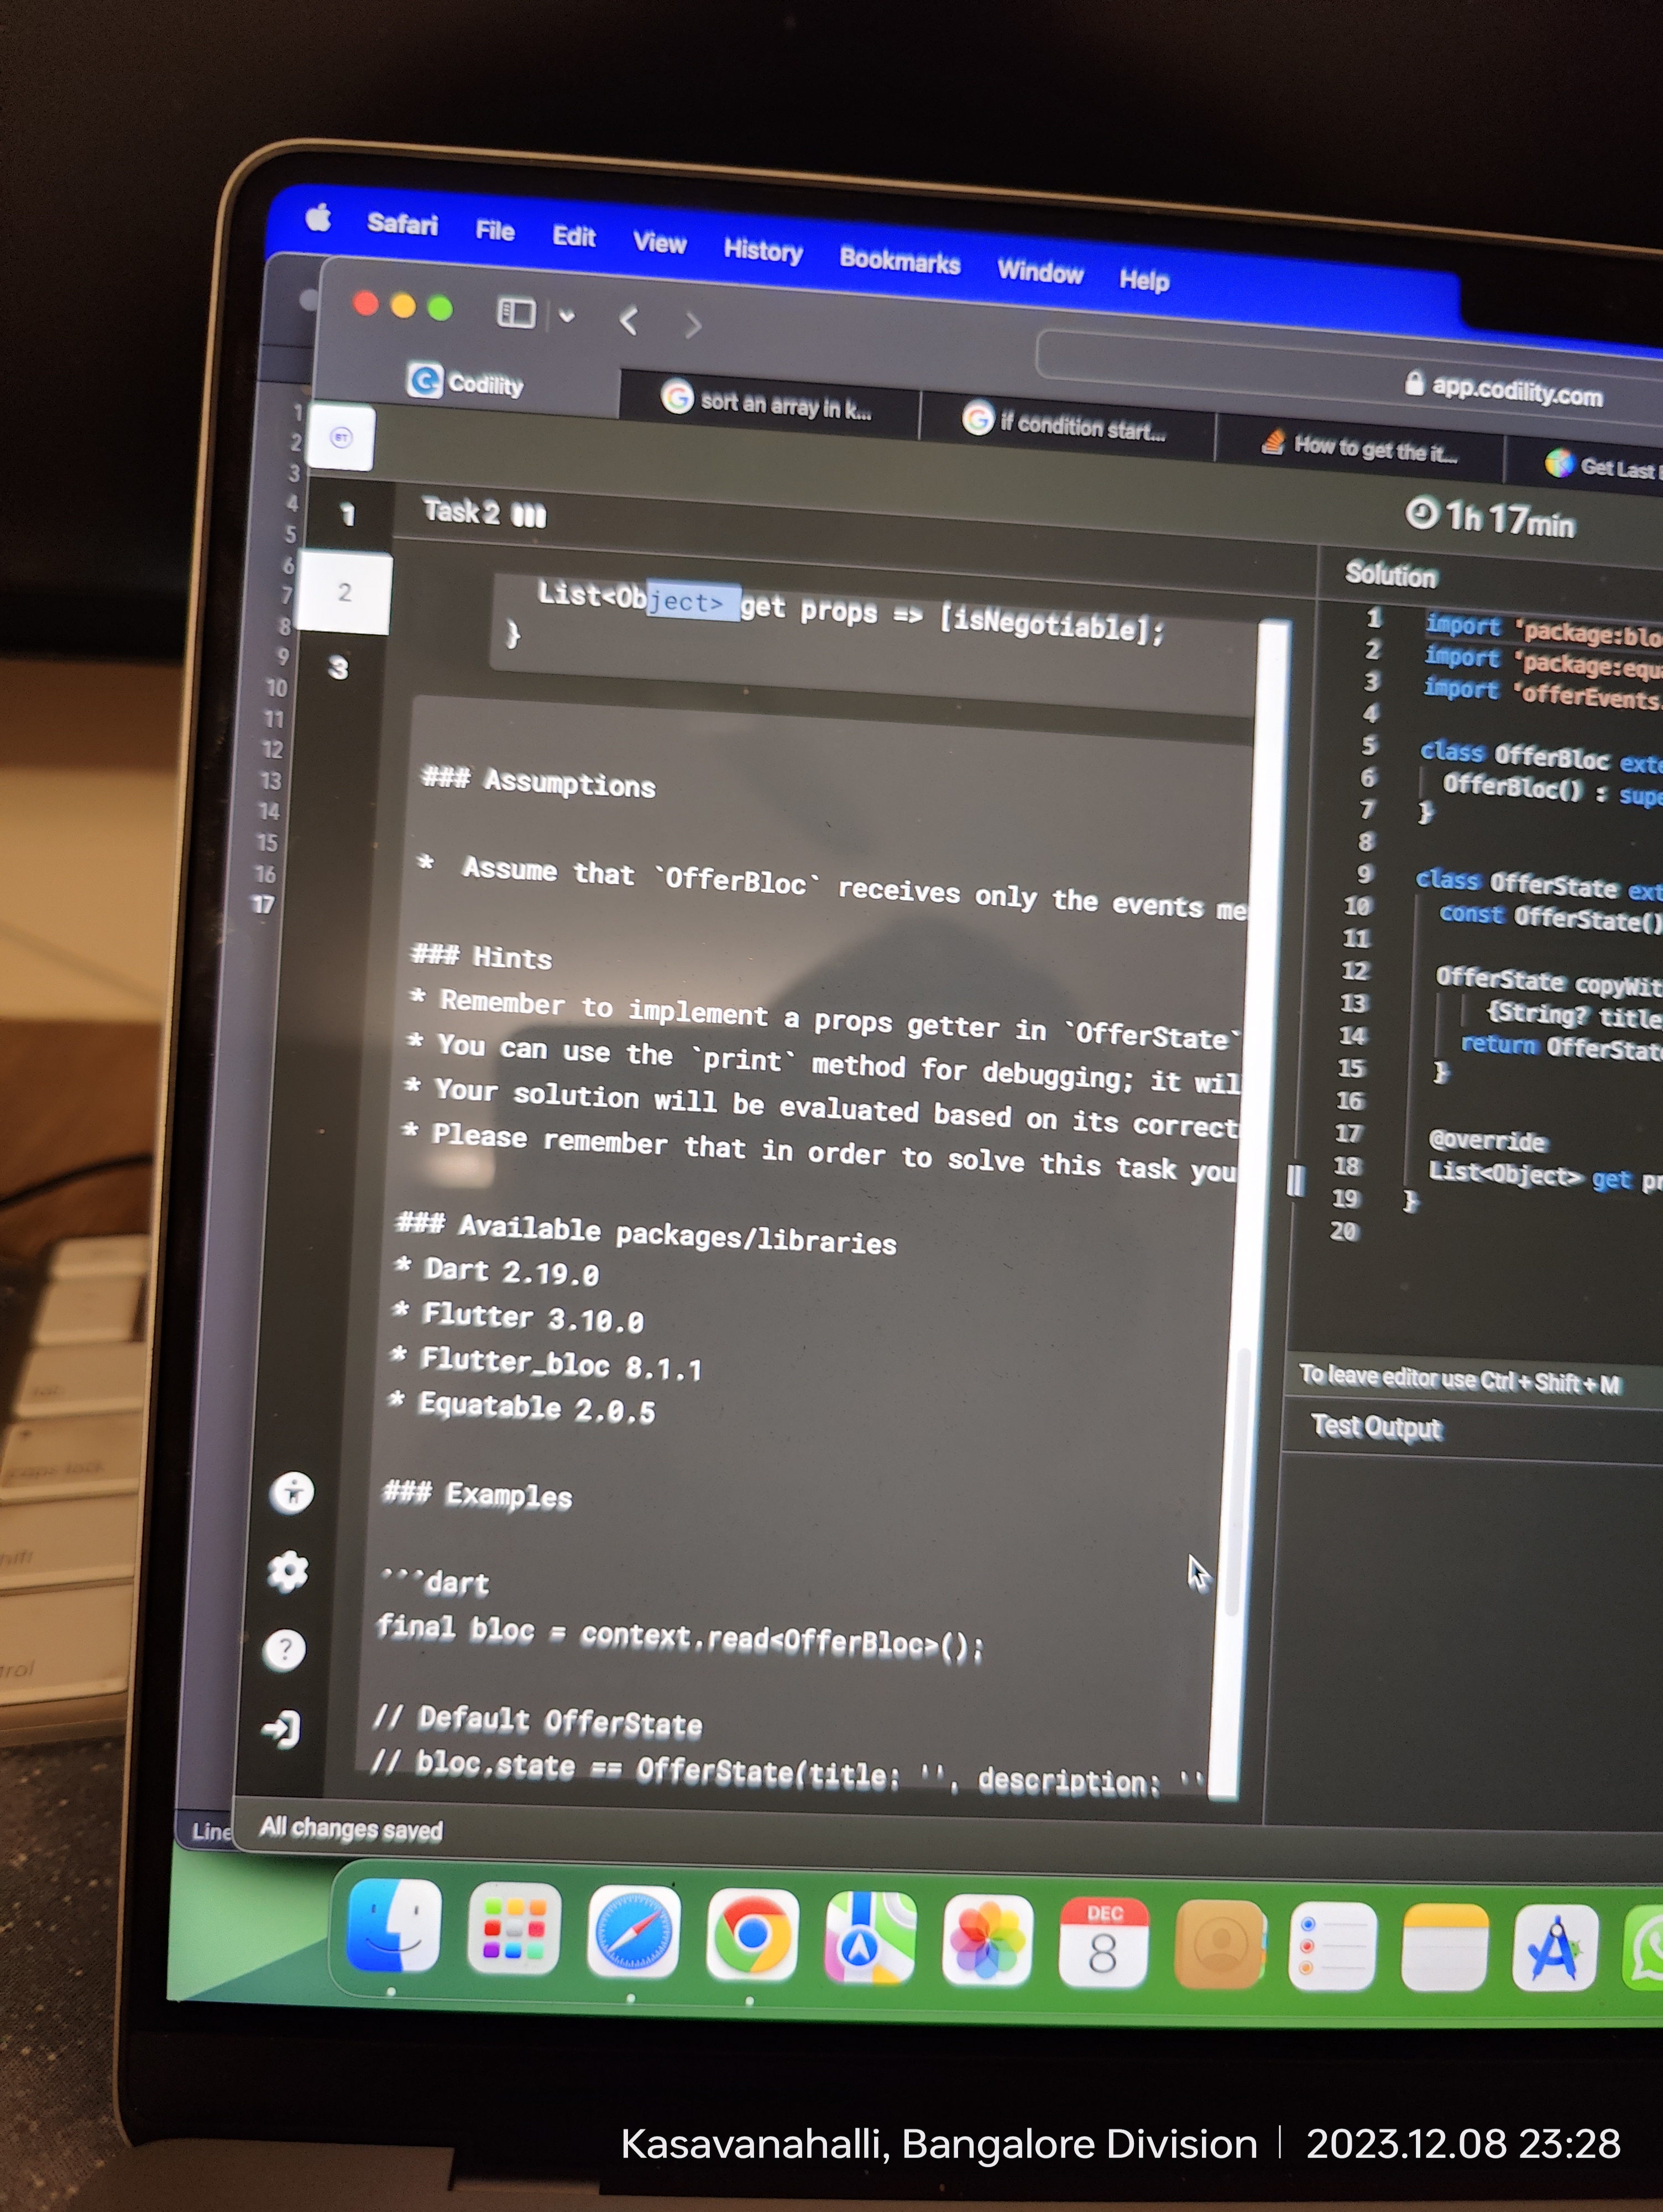 Safari File Edit View History Bookmarks Window Help
app.codility.com
Codility
sort an array in k...
if condition start...
How to get the it...
Get Last
1
2
3
4
5
6
7
8
9
10
11
12
13
14
15
16
17
1
2
3
Task 2
1h 17min
List<Object> get props => [isNegotiable];
}
### Assumptions
* Assume that `OfferBloc` receives only the events me
### Hints
* Remember to implement a props getter in `OfferState`
* You can use the `print` method for debugging; it wil
* Your solution will be evaluated based on its correct
* Please remember that in order to solve this task you
### Available packages/libraries
* Dart 2.19.0
* Flutter 3.10.0
* Flutter_bloc 8.1.1
* Equatable 2.0.5
### Examples
```dart
final bloc = context.read<OfferBloc>();
// Default OfferState
// bloc.state == OfferState(title: '', description: ''
Solution
1 import 'package:blo
2 import 'package:equ
3 import 'offerEvents.
4
5 class OfferBloc exte
6 OfferBloc() : supe
7 }
8
9 class OfferState ext
10 const OfferState()
11
12 OfferState copyWit
13 {String? title
14 return OfferStat
15 }
16
17 @override
18 List<Object> get pr
19 }
20
To leave editor use Ctrl + Shift + M
Test Output
Line
All changes saved
DEC
8
Kasavanahalli, Bangalore Division | 2023.12.08 23:28